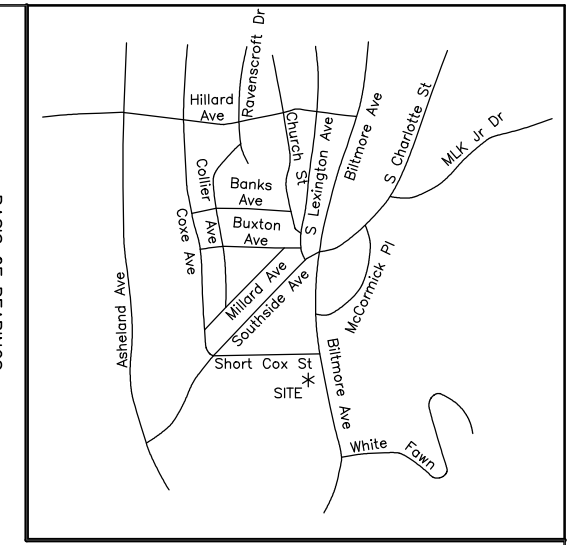 Ravenscroft Dr
Hillard
Ave
Church St
S Lexington Ave
Biltmore Ave
S Charlotte St
MLK Jr Dr
Collier
Ave
Banks
Ave
Buxton
Ave
Coxe Ave
Asheland Ave
Millard Ave
Southside Ave
McCormick Pl
Short Cox St
SITE
Biltmore Ave
White
Fawn